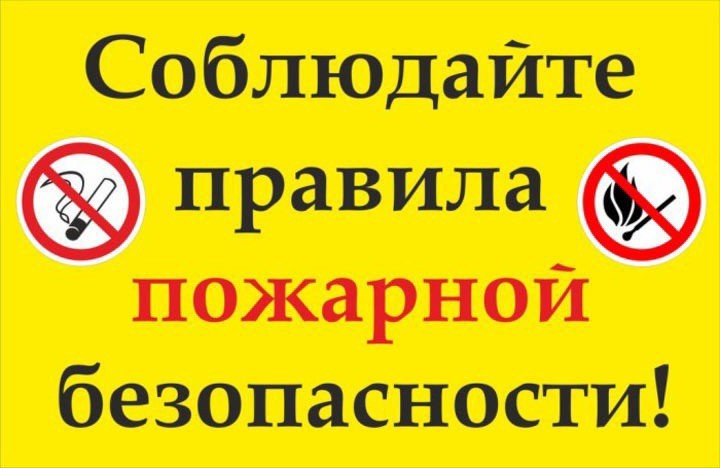 Соблюдайте
правила
пожарной
безопасности!